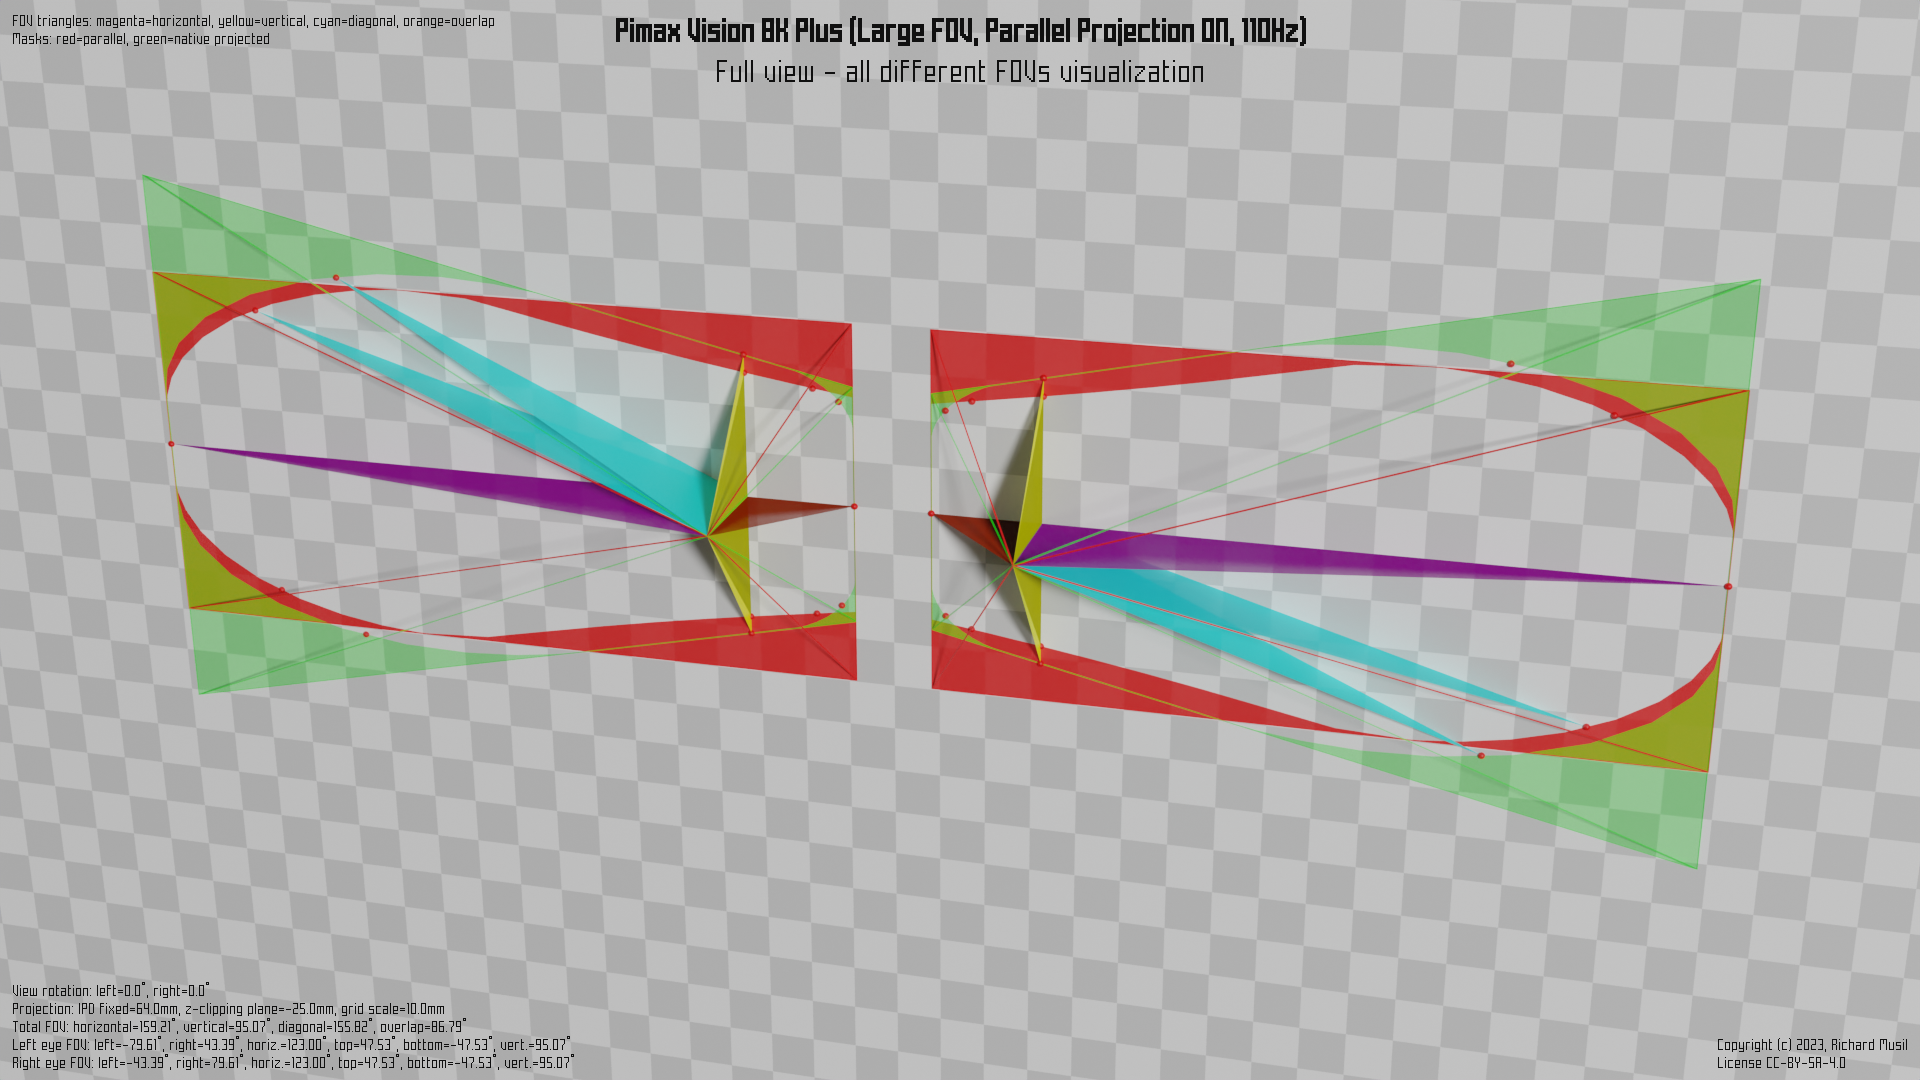 FOV triangles: magenta=horizontal, yellow=vertical, cyan=diagonal, orange=overlap
Masks: red=parallel, green=native projected
Pimax Vision 8K Plus (Large FOV, Parallel Projection ON, 110Hz)
Full view - all different FOVs visualization
View rotation: left=0.0°, right=0.0°
Projection: IPD fixed=64.0mm, z-clipping plane=-25.0mm, grid scale=10.0mm
Total FOV: horizontal=159.21°, vertical=95.07°, diagonal=155.82°, overlap=86.79°
Left eye FOV: left=-79.61°, right=43.39°, horiz.=123.00°, top=47.53°, bottom=-47.53°, vert.=95.07°
Right eye FOV: left=-43.39°, right=79.61°, horiz.=123.00°, top=47.53°, bottom=-47.53°, vert.=95.07°
Copyright (c) 2023, Richard Musil
License CC-BY-SA-4.0